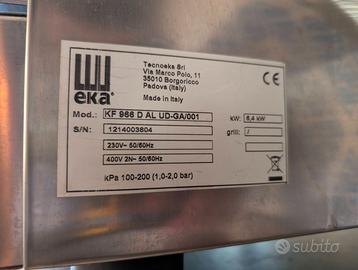 eka®
Tecnoeka Srl
Via Marco Polo, 11
35010 Borgoricco
Padova (Italy)
Made in Italy
CE
Mod.: KF 966 D AL UD-GA/001
kW: 6,4 kW
S/N: 1214003804
grill: /
230V~ 50/60Hz
400V 2N~ 50/60Hz
kPa 100-200 (1,0-2,0 bar)
subito